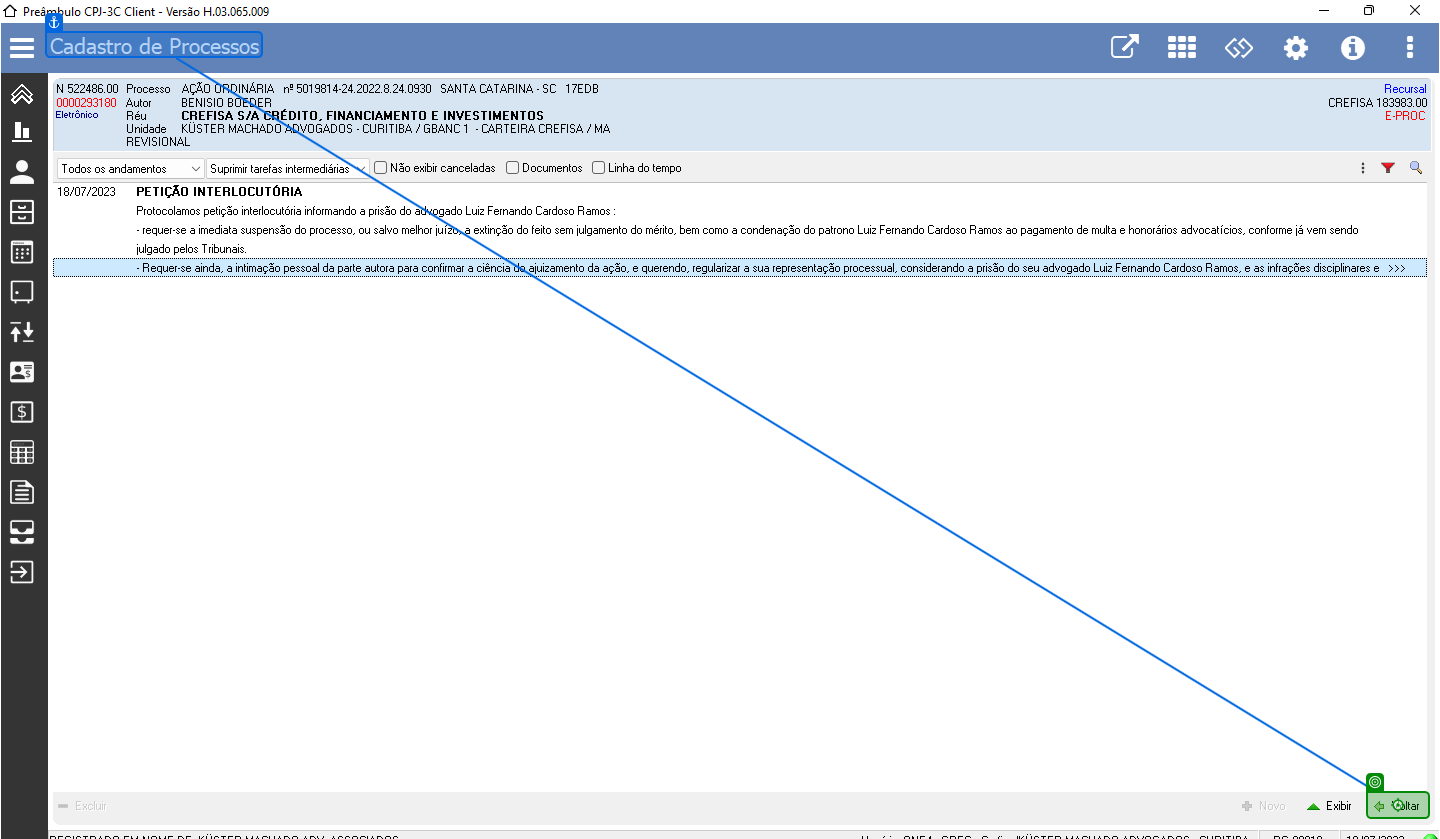 Preâmbulo CPJ-3C Client - Versão H.03.065.009
Cadastro de Processos
N 522486.00 Processo AÇÃO ORDINÁRIA nº 5019814-24.2022.8.24.0930 SANTA CATARINA - SC 17EDB Recursal
0000293180 Autor BENISIO BOEDER CREFISA 183983.00
Eletrônico Réu CREFISA S/A CRÉDITO, FINANCIAMENTO E INVESTIMENTOS E-PROC
Unidade KÜSTER MACHADO ADVOGADOS - CURITIBA / GBANC 1 - CARTEIRA CREFISA / MA
REVISIONAL
Todos os andamentos Suprimir tarefas intermediárias Não exibir canceladas Documentos Linha do tempo
18/07/2023 PETIÇÃO INTERLOCUTÓRIA
Protocolamos petição interlocutória informando a prisão do advogado Luiz Fernando Cardoso Ramos :
- requer-se a imediata suspensão do processo, ou salvo melhor juízo, a extinção do feito sem julgamento do mérito, bem como a condenação do patrono Luiz Fernando Cardoso Ramos ao pagamento de multa e honorários advocatícios, conforme já vem sendo
julgado pelos Tribunais.
- Requer-se ainda, a intimação pessoal da parte autora para confirmar a ciência do ajuizamento da ação, e querendo, regularizar a sua representação processual, considerando a prisão do seu advogado Luiz Fernando Cardoso Ramos, e as infrações disciplinares e >>>
Excluir Novo Exibir Voltar
REGISTRADO EM NOME DE KÜSTER MACHADO ADV. ASSOCIADOS